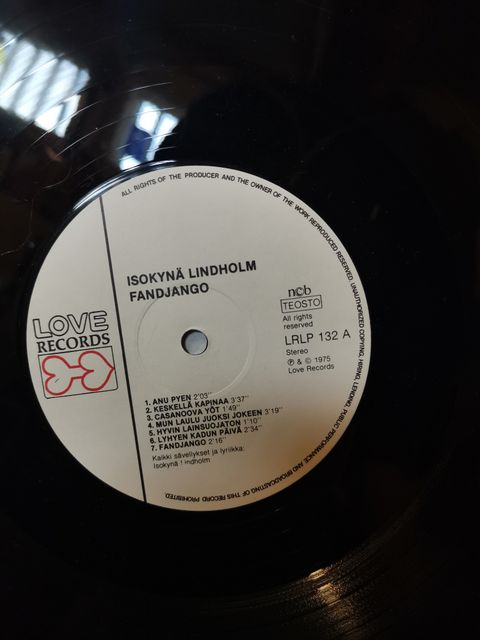 ALL RIGHTS OF THE PRODUCER AND THE OWNER OF THE WORK REPRODUCED RESERVED. UNAUTHORIZED COPYING, HIRING, LENDING, PUBLIC PERFORMANCE AND BROADCASTING OF THIS RECORD PROHIBITED.
ISOKYNÄ LINDHOLM
FANDJANGO
LOVE
RECORDS
ncb
TEOSTO
All rights
reserved
LRLP 132 A
Stereo
℗ & © 1975
Love Records
1. ANU PYEN 2'03"
2. KESKELLÄ KAPINAA 3'37"
3. CASANOOVA YÖT 1'49"
4. MUN LAULU JUOKSI JOKEEN 3'19"
5. HYVIN LAINSUOJATON 1'10"
6. LYHYEN KADUN PÄIVÄ 2'34"
7. FANDJANGO 2'16"
Kaikki sävellykset ja lyriikka:
Isokynä Lindholm